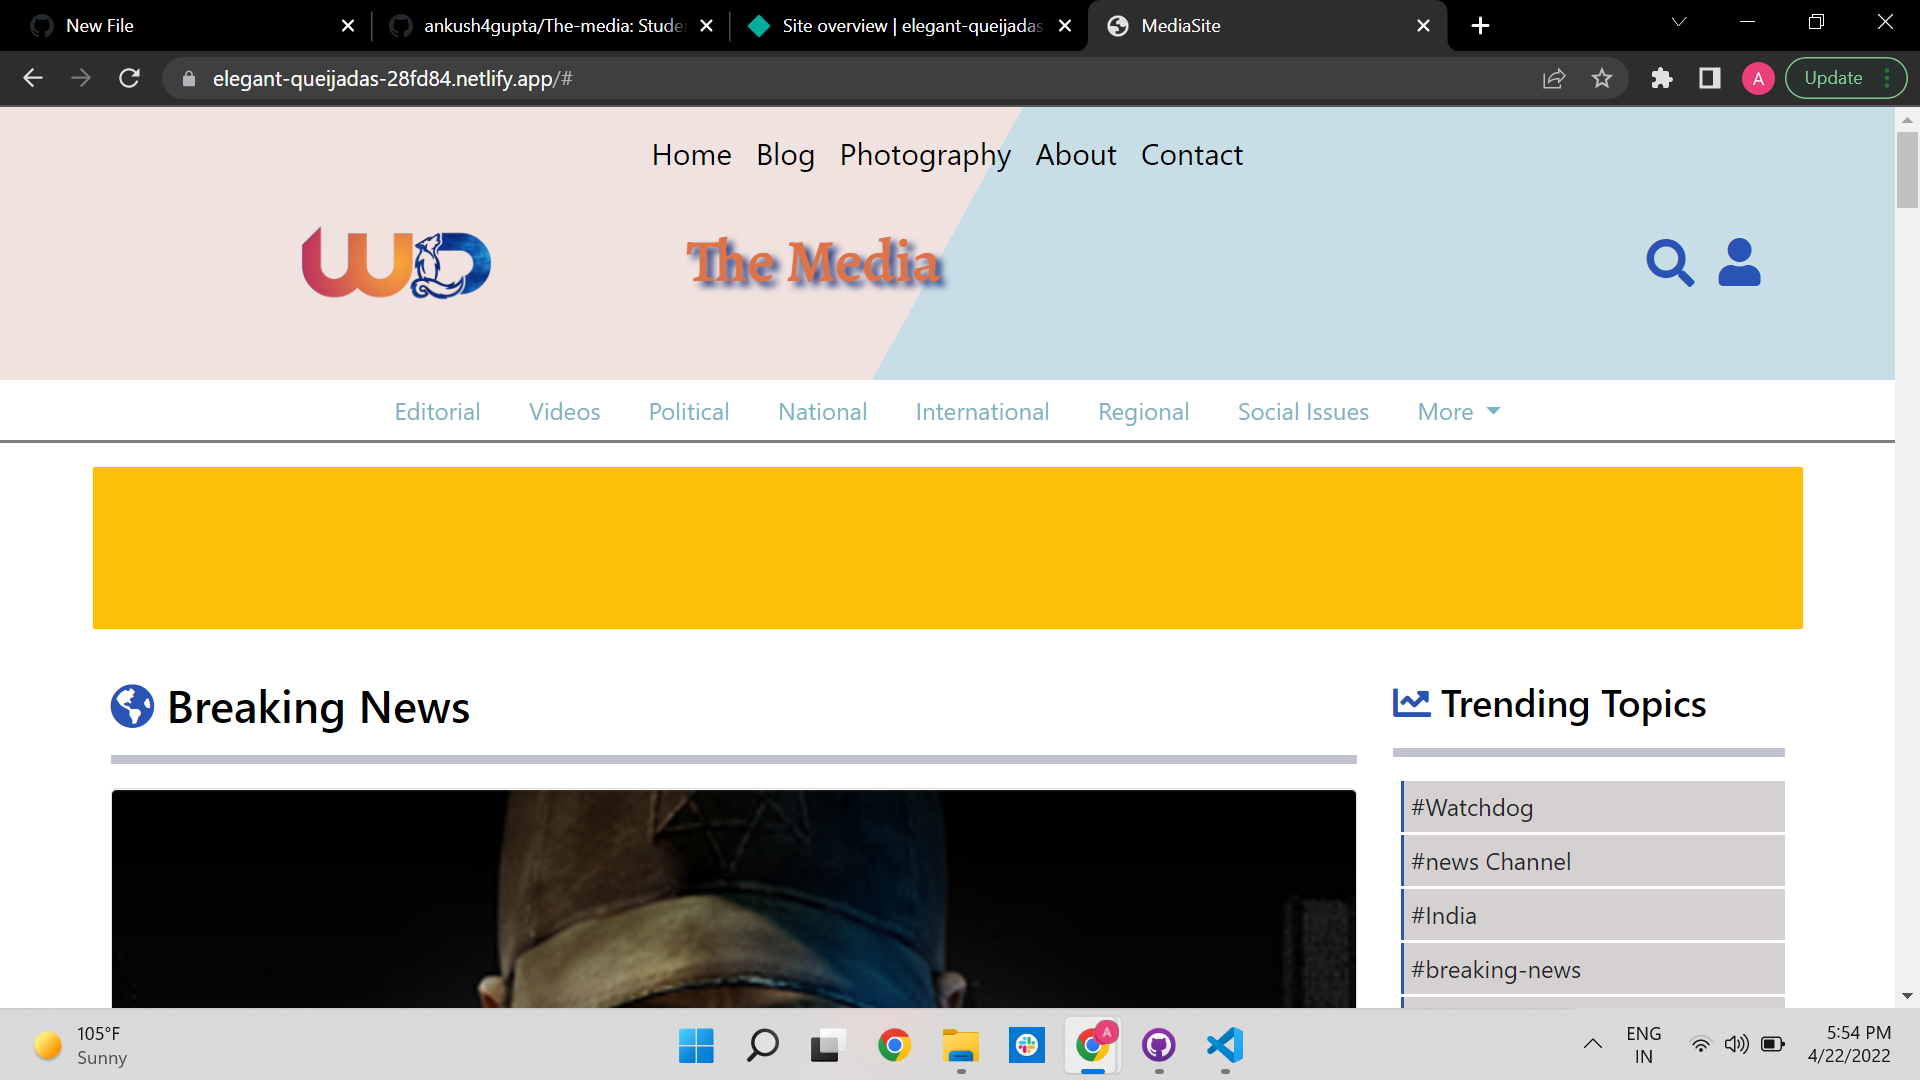 New File
ankush4gupta/The-media: Stude
Site overview | elegant-queijadas
MediaSite
elegant-queijadas-28fd84.netlify.app/#
A
Update
Home Blog Photography About Contact
WD
The Media
Editorial Videos Political National International Regional Social Issues More
Breaking News
Trending Topics
#Watchdog
#news Channel
#India
#breaking-news
105°F
Sunny
A
ENG
IN
5:54 PM
4/22/2022